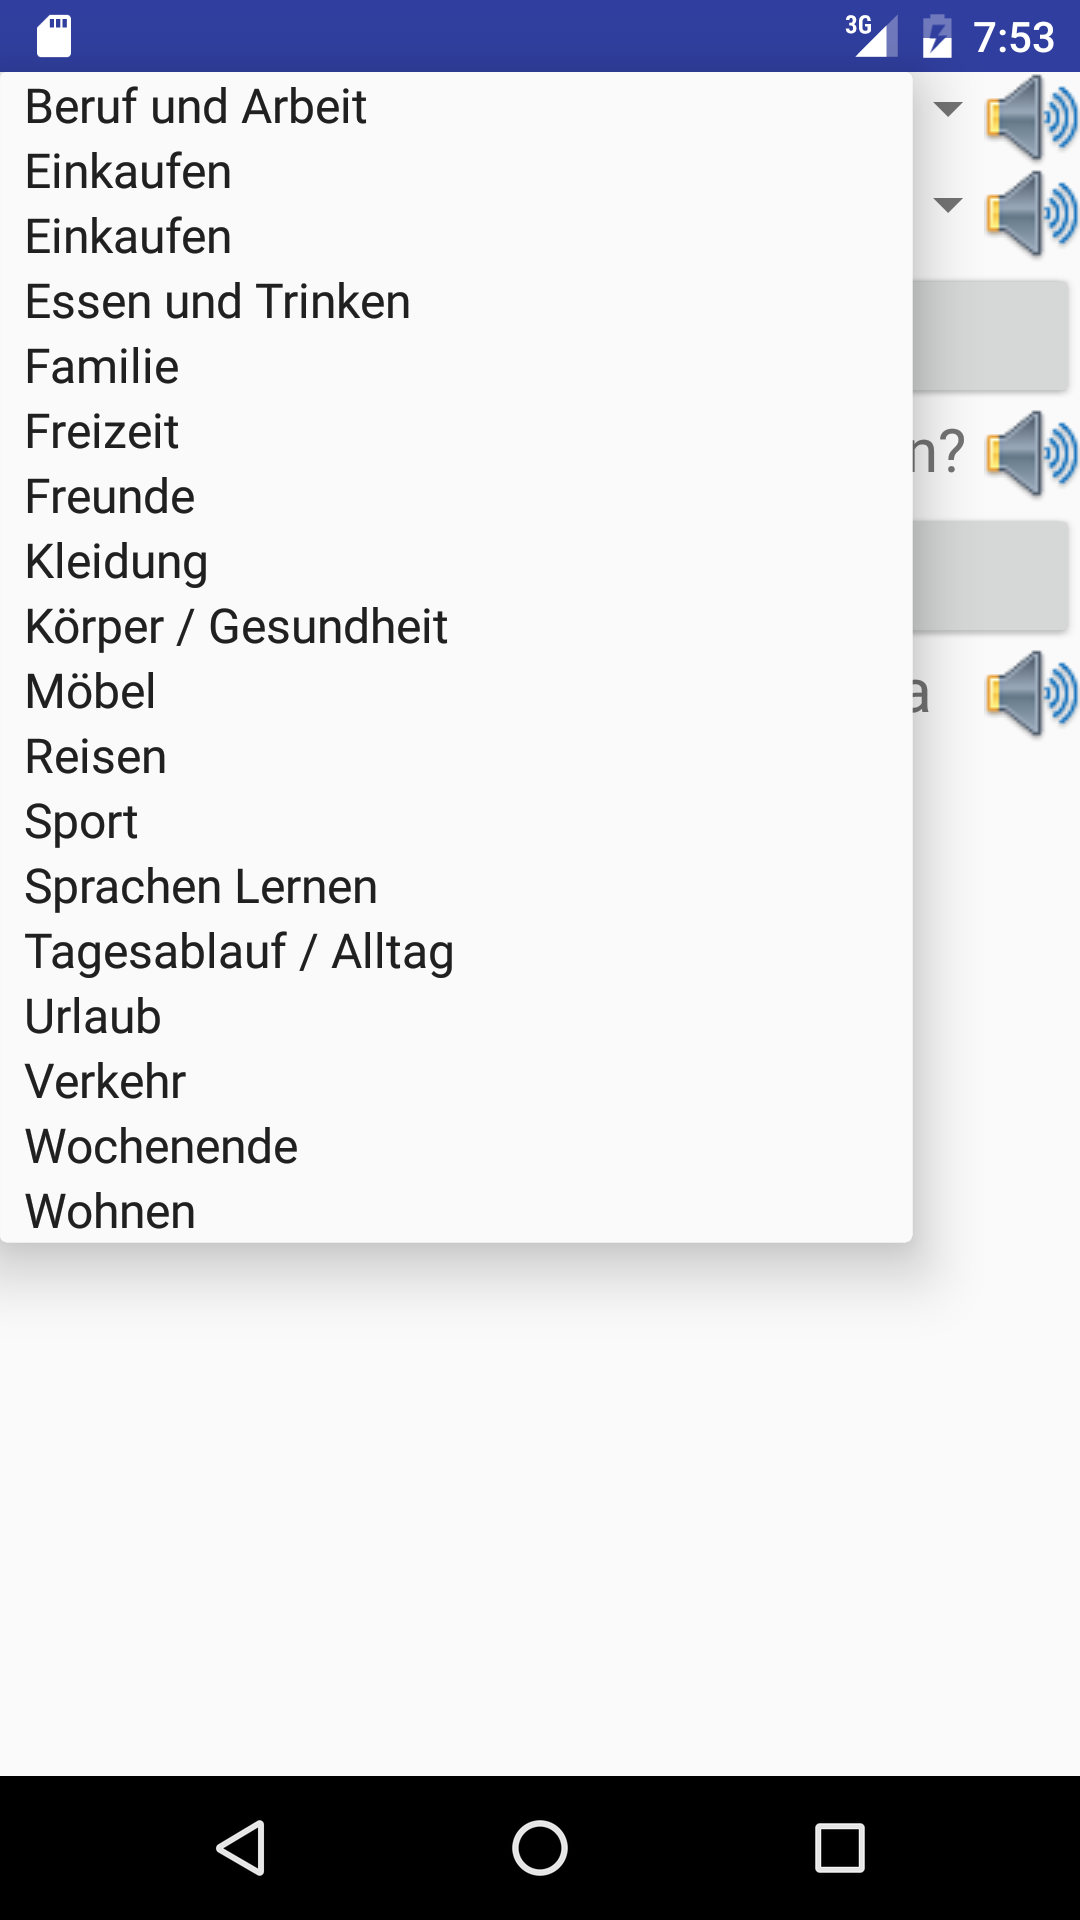 3G 7:53
Beruf und Arbeit
Einkaufen
Einkaufen
Essen und Trinken
Familie
Freizeit
n?
Freunde
Kleidung
Körper / Gesundheit
Möbel
a
Reisen
Sport
Sprachen Lernen
Tagesablauf / Alltag
Urlaub
Verkehr
Wochenende
Wohnen